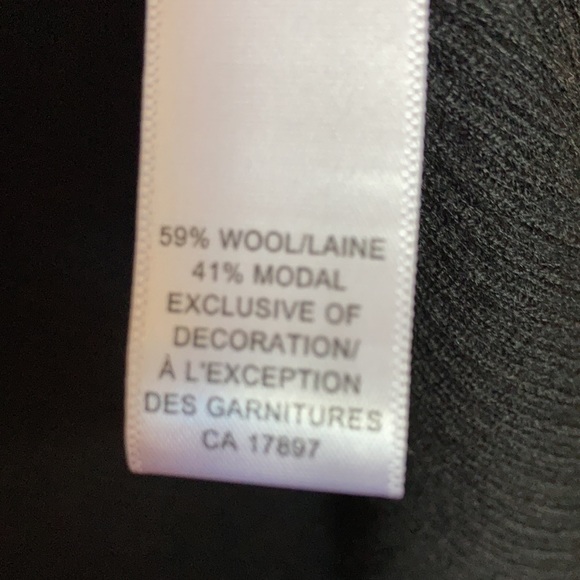 59% WOOL/LAINE
41% MODAL
EXCLUSIVE OF
DECORATION/
À L'EXCEPTION
DES GARNITURES
CA 17897